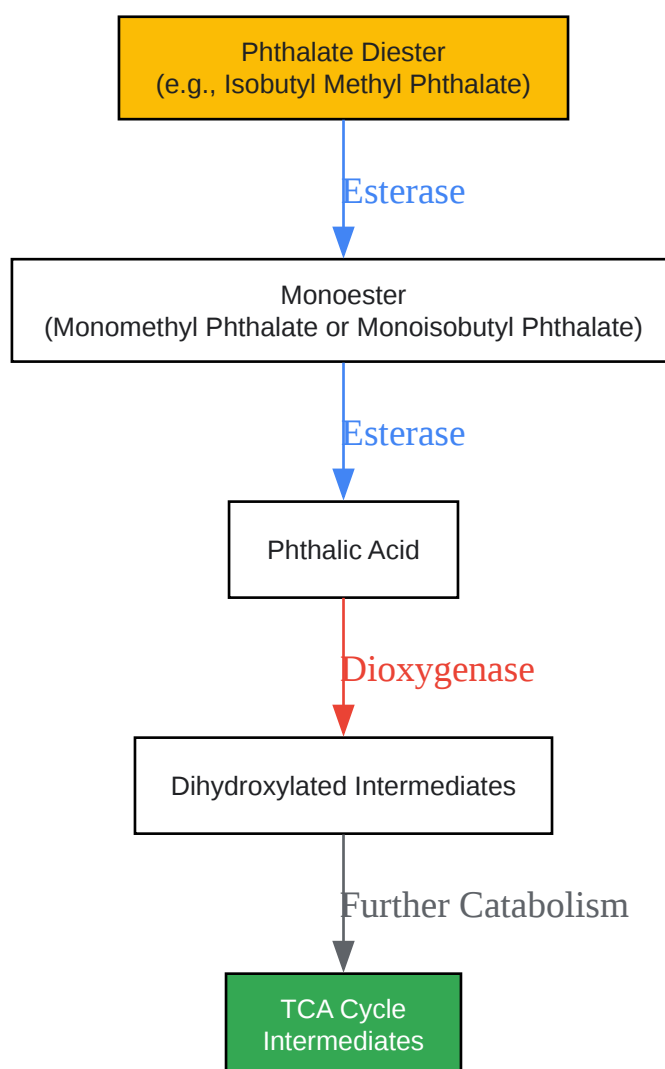 Phthalate Diester
(e.g., Isobutyl Methyl Phthalate)
Esterase
Monoester
(Monomethyl Phthalate or Monoisobutyl Phthalate)
Esterase
Phthalic Acid
Dioxygenase
Dihydroxylated Intermediates
Further Catabolism
TCA Cycle
Intermediates